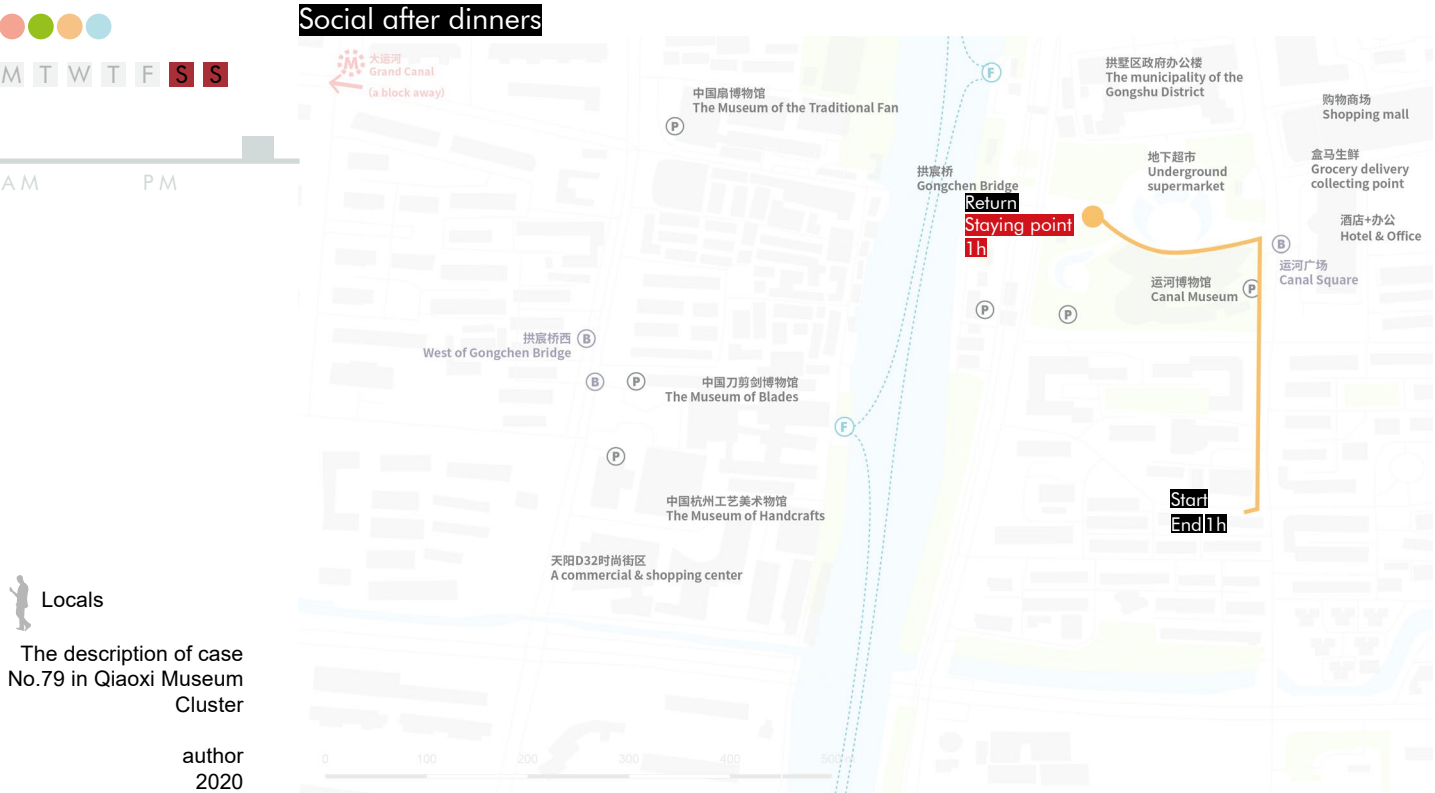 Social after dinners
M T W T F S S
AM PM
大运河
Grand Canal
(a block away)
M
F
中国扇博物馆
The Museum of the Traditional Fan
P
拱墅区政府办公楼
The municipality of the
Gongshu District
购物商场
Shopping mall
地下超市
Underground
supermarket
盒马生鲜
Grocery delivery
collecting point
拱宸桥
Gongchen Bridge
Return
Staying point
1h
酒店+办公
Hotel & Office
B
运河广场
Canal Square
运河博物馆
Canal Museum
P
P
P
拱宸桥西
West of Gongchen Bridge
B
B
P
中国刀剪剑博物馆
The Museum of Blades
F
P
中国杭州工艺美术物馆
The Museum of Handcrafts
Start
End 1h
天阳D32时尚街区
A commercial & shopping center
Locals
The description of case
No.79 in Qiaoxi Museum
Cluster
author
2020
0 100 200 300 400 500m